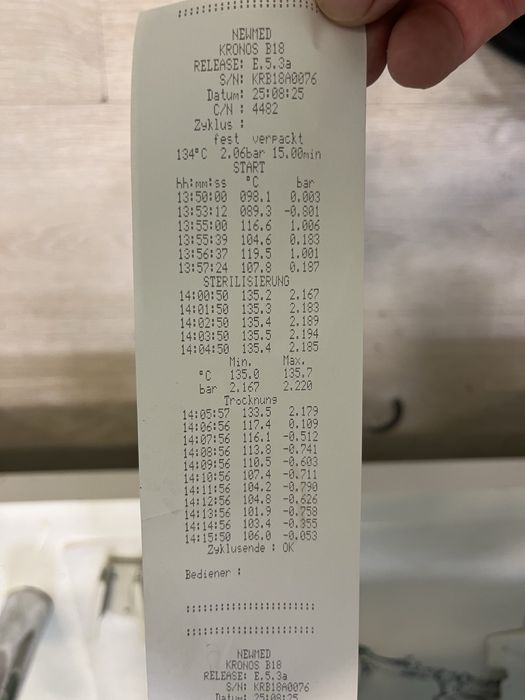 ::::::::::::::::::::::
NEWMED
KRONOS B18
RELEASE: E.5.3a
S/N: KRB18A0076
Datum: 25:08:25
C/N : 4482
Zyklus :
fest verpackt
134°C 2.06bar 15.00min
START
hh:mm:ss °C bar
13:50:00 098.1 0.003
13:53:12 089.3 -0.801
13:55:00 116.6 1.006
13:55:39 104.6 0.183
13:56:37 119.5 1.001
13:57:24 107.8 0.187
STERILISIERUNG
14:00:50 135.2 2.167
14:01:50 135.3 2.183
14:02:50 135.4 2.189
14:03:50 135.5 2.194
14:04:50 135.4 2.185
Min. Max.
°C 135.0 135.7
bar 2.167 2.220
Trocknung
14:05:57 133.5 2.179
14:06:56 117.4 0.109
14:07:56 116.1 -0.512
14:08:56 113.8 -0.741
14:09:56 110.5 -0.603
14:10:56 107.4 -0.711
14:11:56 104.2 -0.790
14:12:56 104.8 -0.626
14:13:56 101.9 -0.758
14:14:56 103.4 -0.355
14:15:50 106.0 -0.053
Zyklusende : OK
Bediener :
::::::::::::::::::::::
::::::::::::::::::::::
NEWMED
KRONOS B18
RELEASE: E.5.3a
S/N: KRB18A0076
Datum: 25:08:25